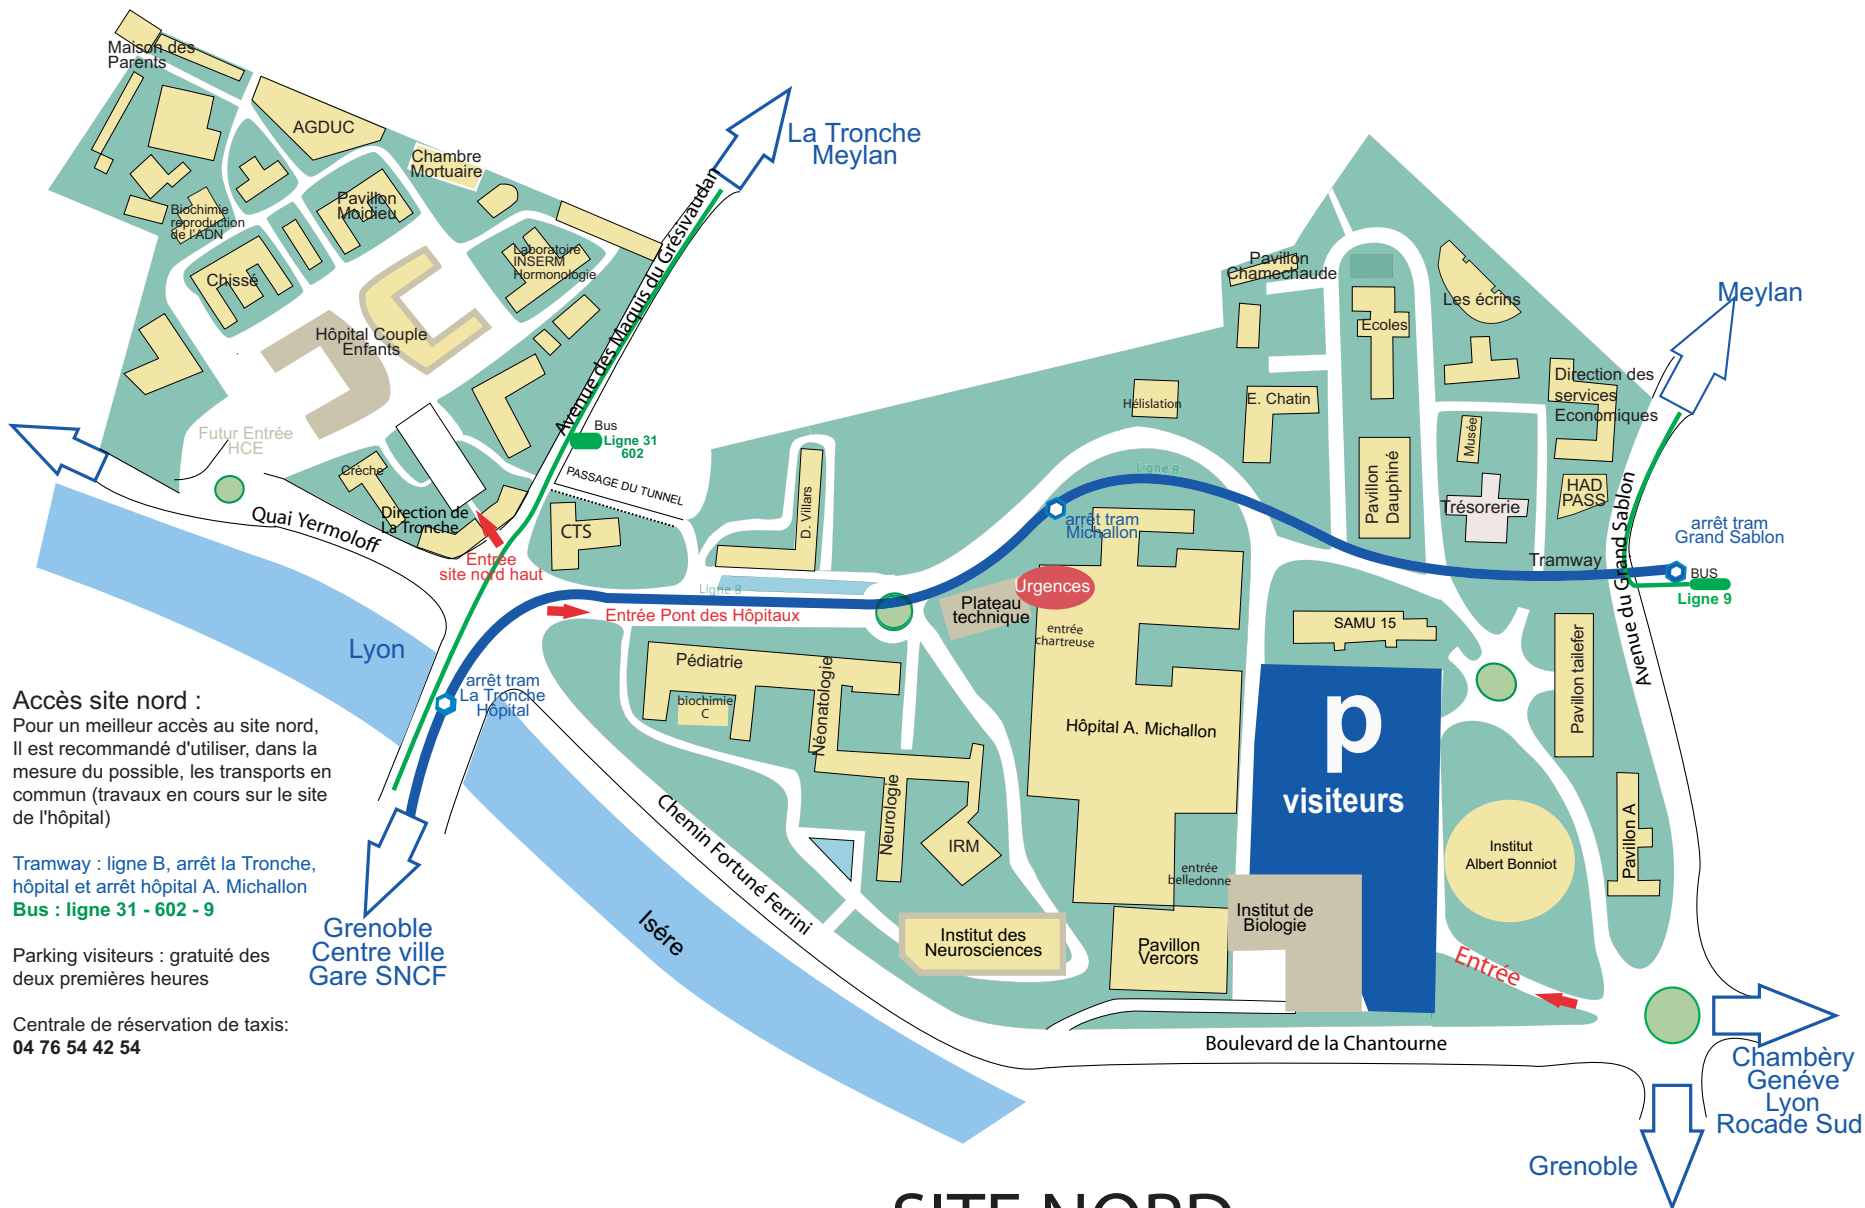 Maison des
Parents
AGDUC
Chambre
Mortuaire
La Tronche
Meylan
Biochimie
reproduction
de l'ADN
Pavillon
Moidieu
Chissé
Laboratoire
INSERM
Hormonologie
Hôpital Couple
Enfants
Avenue des Maquis du Grésivaudan
Futur Entrée
HCE
Crèche
Bus
Ligne 31
602
PASSAGE DU TUNNEL
Quai Yermoloff
Direction de
La Tronche
Entrée
site nord haut
CTS
D. Villars
Ligne B
Entrée Pont des Hôpitaux
Lyon
arrêt tram
La Tronche
Hôpital
Pavillon
Chamechaude
Ecoles
Les écrins
Meylan
Hélislation
E. Chatin
Direction des
services
Economiques
Musée
Pavillon
Dauphiné
Trésorerie
HAD
PASS
Ligne B
arrêt tram
Michallon
Tramway
Avenue du Grand Sablon
arrêt tram
Grand Sablon
BUS
Ligne 9
Urgences
Plateau
technique
entrée
chartreuse
SAMU 15
Pavillon tailefer
Pédiatrie
biochimie
C
Néonatologie
Neurologie
IRM
Hôpital A. Michallon
p
visiteurs
Institut
Albert Bonniot
Pavillon A
entrée
belledonne
Institut de
Biologie
Institut des
Neurosciences
Pavillon
Vercors
Entrée
Chemin Fortuné Ferrini
Isére
Boulevard de la Chantourne
Accès site nord :
Pour un meilleur accès au site nord,
Il est recommandé d'utiliser, dans la
mesure du possible, les transports en
commun (travaux en cours sur le site
de l'hôpital)
Tramway : ligne B, arrêt la Tronche,
hôpital et arrêt hôpital A. Michallon
Bus : ligne 31 - 602 - 9
Parking visiteurs : gratuité des
deux premières heures
Centrale de réservation de taxis:
04 76 54 42 54
Grenoble
Centre ville
Gare SNCF
Chambèry
Genéve
Lyon
Rocade Sud
Grenoble
SITE NORD